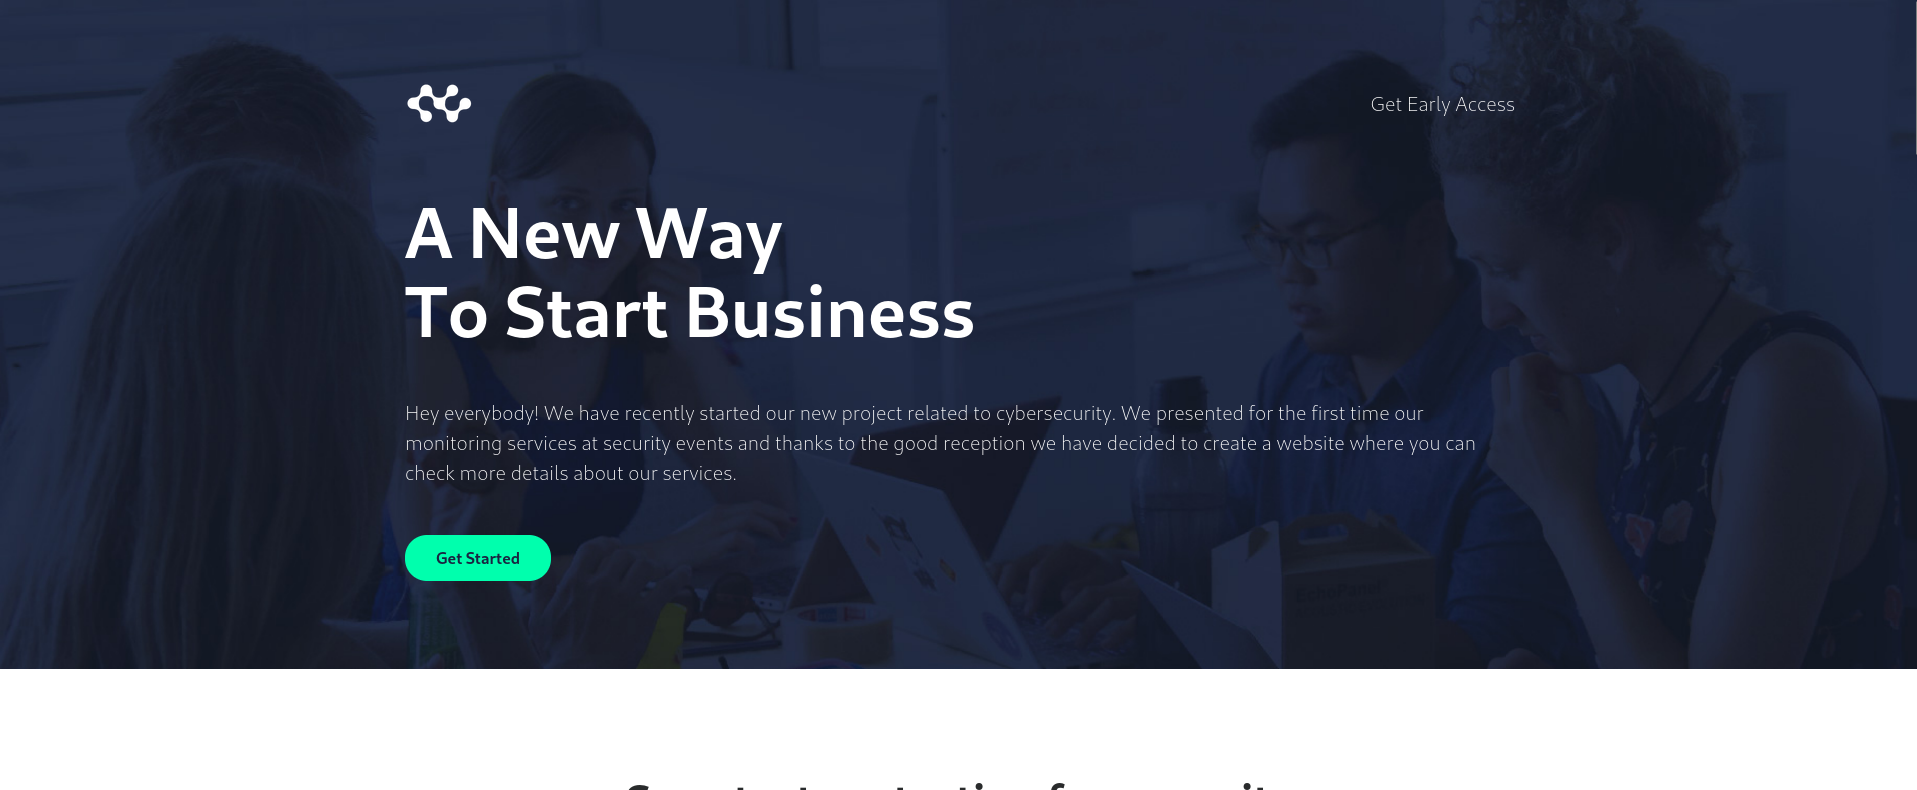 Get Early Access
A New Way
To Start Business
Hey everybody! We have recently started our new project related to cybersecurity. We presented for the first time our
monitoring services at security events and thanks to the good reception we have decided to create a website where you can
check more details about our services.
Get Started
EchoPanel